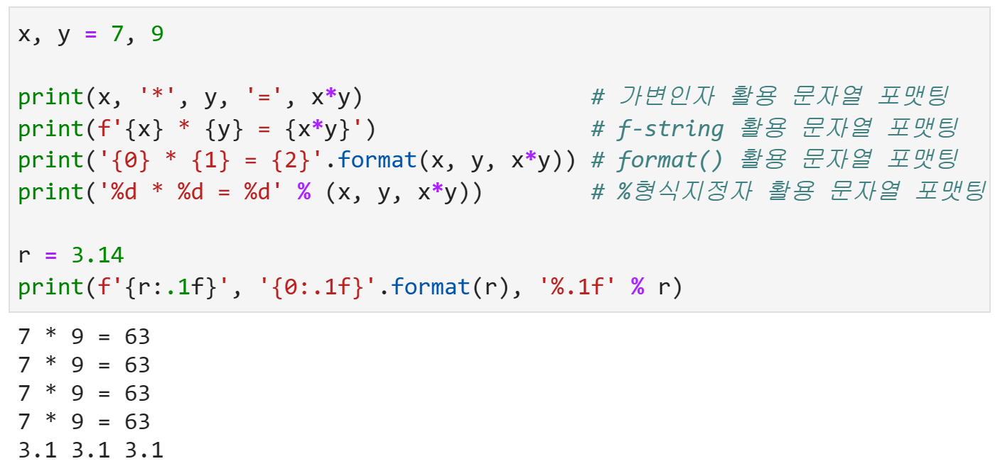 x, y = 7, 9
print(x, '*', y, '=', x*y) # 가변인자 활용 문자열 포맷팅
print(f'{x} * {y} = {x*y}') # f-string 활용 문자열 포맷팅
print('{0} * {1} = {2}'.format(x, y, x*y)) # format() 활용 문자열 포맷팅
print('%d * %d = %d' % (x, y, x*y)) # %형식지정자 활용 문자열 포맷팅
r = 3.14
print(f'{r:.1f}', '{0:.1f}'.format(r), '%.1f' % r)
7 * 9 = 63
7 * 9 = 63
7 * 9 = 63
7 * 9 = 63
3.1 3.1 3.1